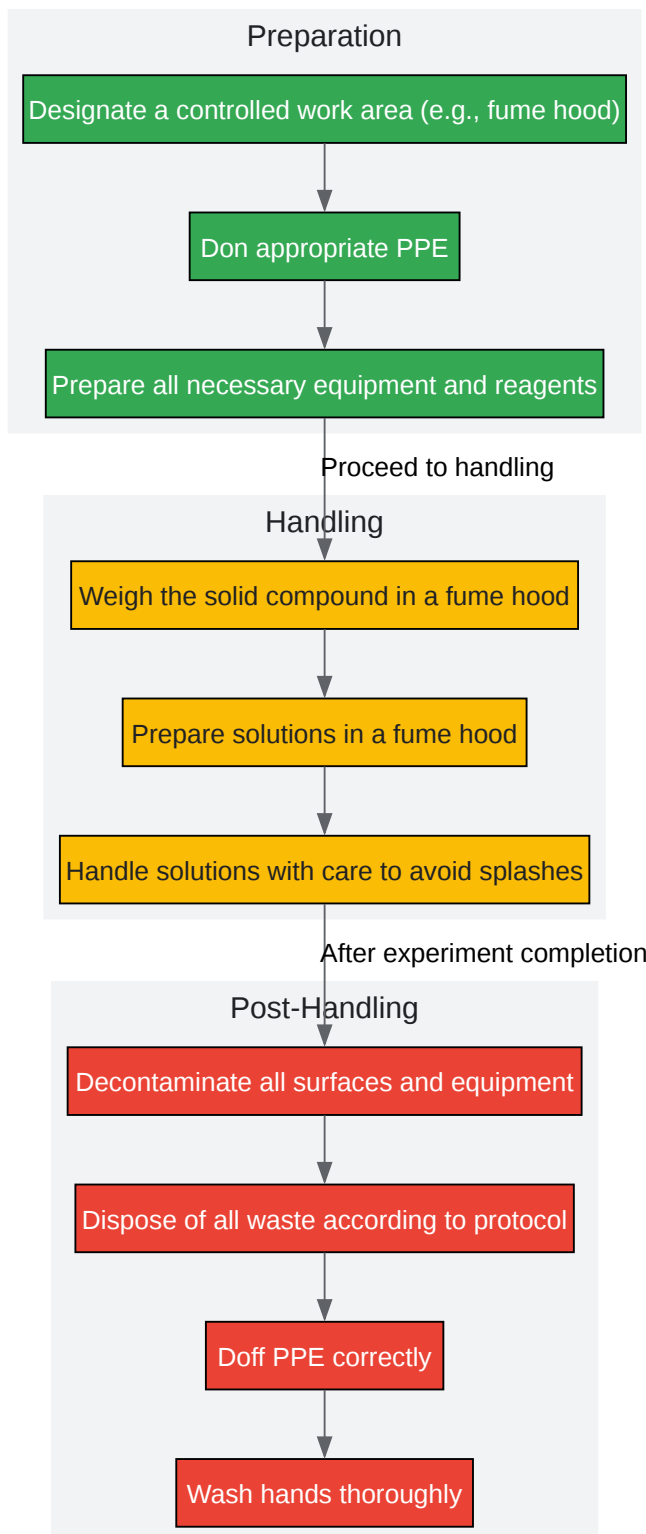 Preparation
Designate a controlled work area (e.g., fume hood)
Don appropriate PPE
Prepare all necessary equipment and reagents
Proceed to handling
Handling
Weigh the solid compound in a fume hood
Prepare solutions in a fume hood
Handle solutions with care to avoid splashes
After experiment completion
Post-Handling
Decontaminate all surfaces and equipment
Dispose of all waste according to protocol
Doff PPE correctly
Wash hands thoroughly